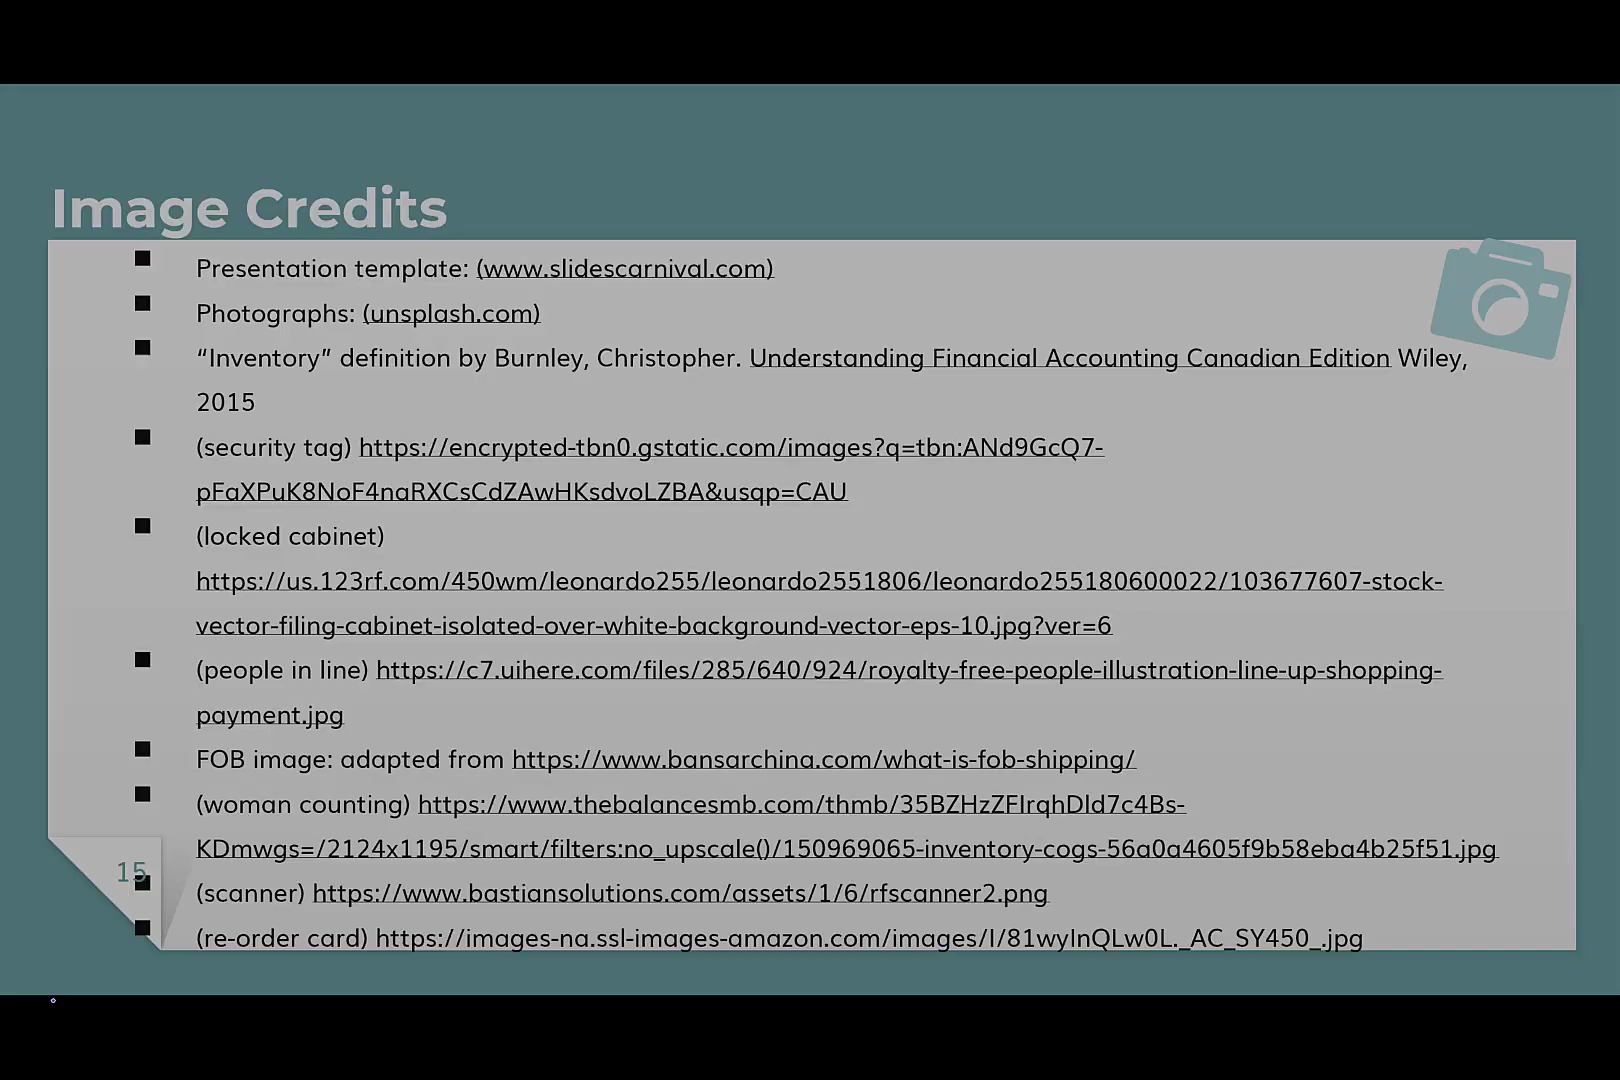 Image Credits
Presentation template: (www.slidescarnival.com)
Photographs: (unsplash.com)
“Inventory” definition by Burnley, Christopher. Understanding Financial Accounting Canadian Edition Wiley,
2015
(security tag) https://encrypted-tbn0.gstatic.com/images?q=tbn:ANd9GcQ7-
pFaXPuK8NoF4naRXCsCdZAwHKsdvoLZBA&usqp=CAU
(locked cabinet)
https://us.123rf.com/450wm/leonardo255/leonardo2551806/leonardo255180600022/103677607-stock-
vector-filing-cabinet-isolated-over-white-background-vector-eps-10.jpg?ver=6
(people in line) https://c7.uihere.com/files/285/640/924/royalty-free-people-illustration-line-up-shopping-
payment.jpg
FOB image: adapted from https://www.bansarchina.com/what-is-fob-shipping/
(woman counting) https://www.thebalancesmb.com/thmb/35BZHzZFIrqhDld7c4Bs-
KDmwgs=/2124x1195/smart/filters:no_upscale()/150969065-inventory-cogs-56a0a4605f9b58eba4b25f51.jpg
(scanner) https://www.bastiansolutions.com/assets/1/6/rfscanner2.png
(re-order card) https://images-na.ssl-images-amazon.com/images/I/81wyInQLw0L._AC_SY450_.jpg
15